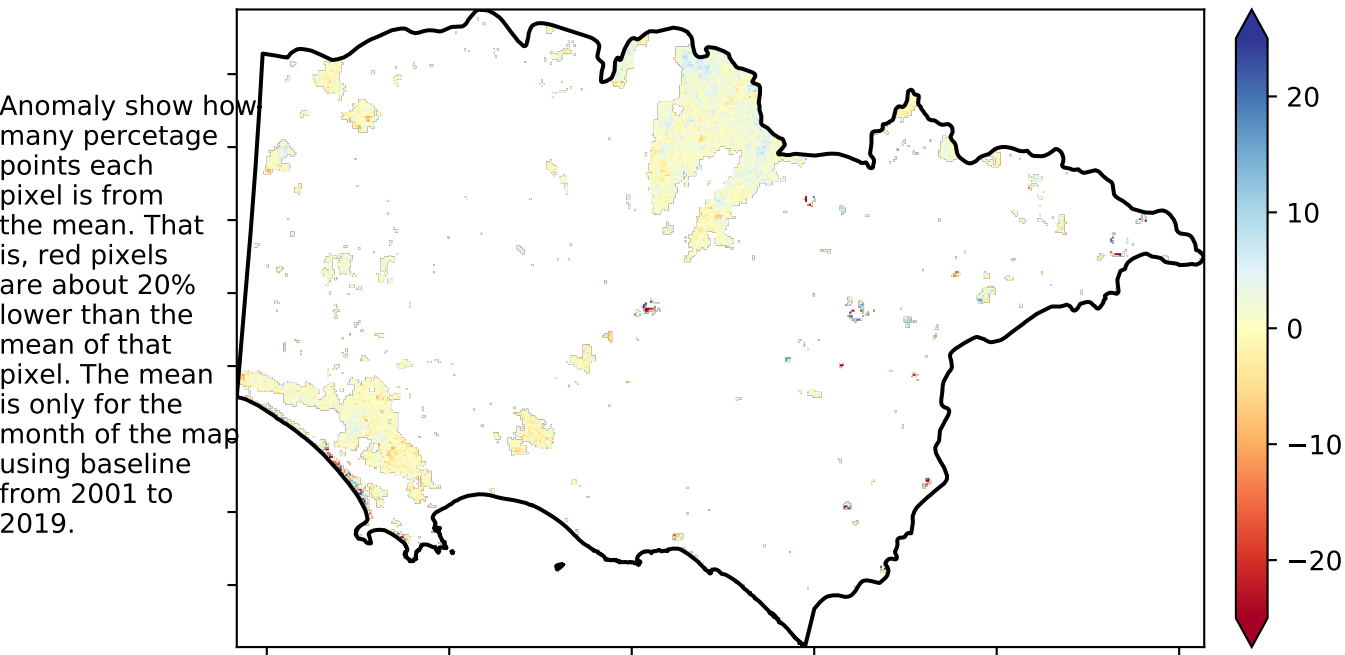 Anomaly show how
many percetage
points each
pixel is from
the mean. That
is, red pixels
are about 20%
lower than the
mean of that
pixel. The mean
is only for the
month of the map
using baseline
from 2001 to
2019.
20
10
0
−10
−20